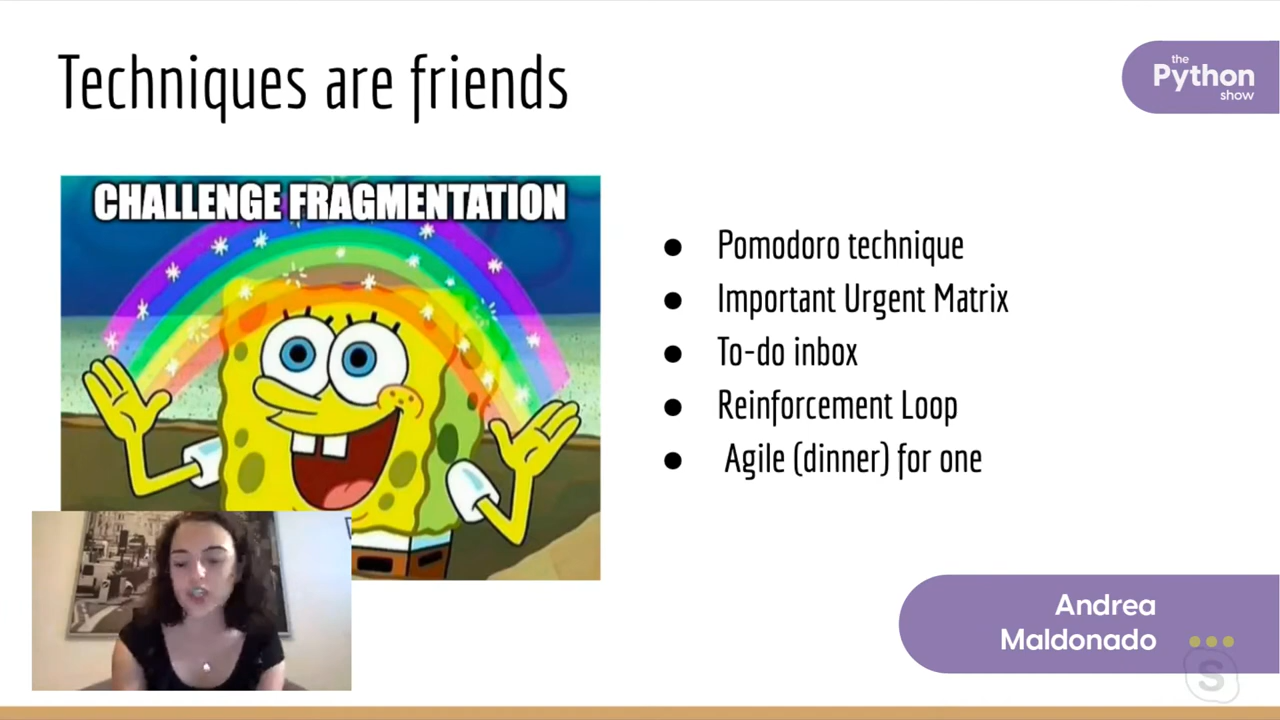 Techniques are friends
the
Python
show
CHALLENGE FRAGMENTATION
● Pomodoro technique
● Important Urgent Matrix
● To-do inbox
● Reinforcement Loop
● Agile (dinner) for one
Andrea
Maldonado
S